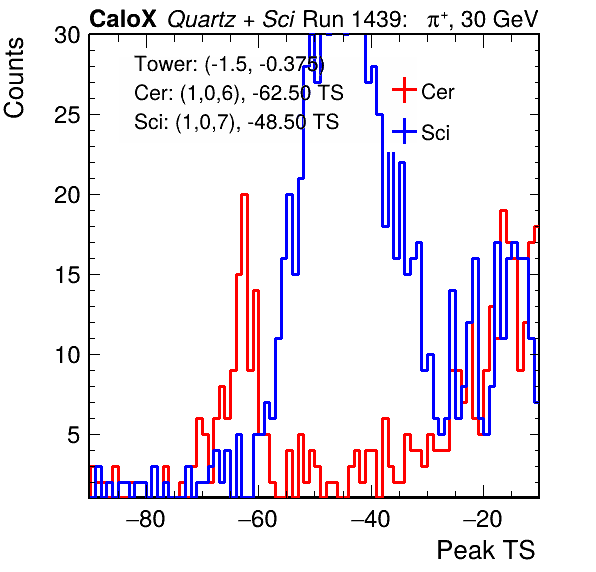 CaloX Quartz + Sci Run 1439: π⁺, 30 GeV
Counts
30
25
20
15
10
5
Tower: (-1.5, -0.375)
Cer: (1,0,6), -62.50 TS
Sci: (1,0,7), -48.50 TS
Cer
Sci
−80 −60 −40 −20
Peak TS